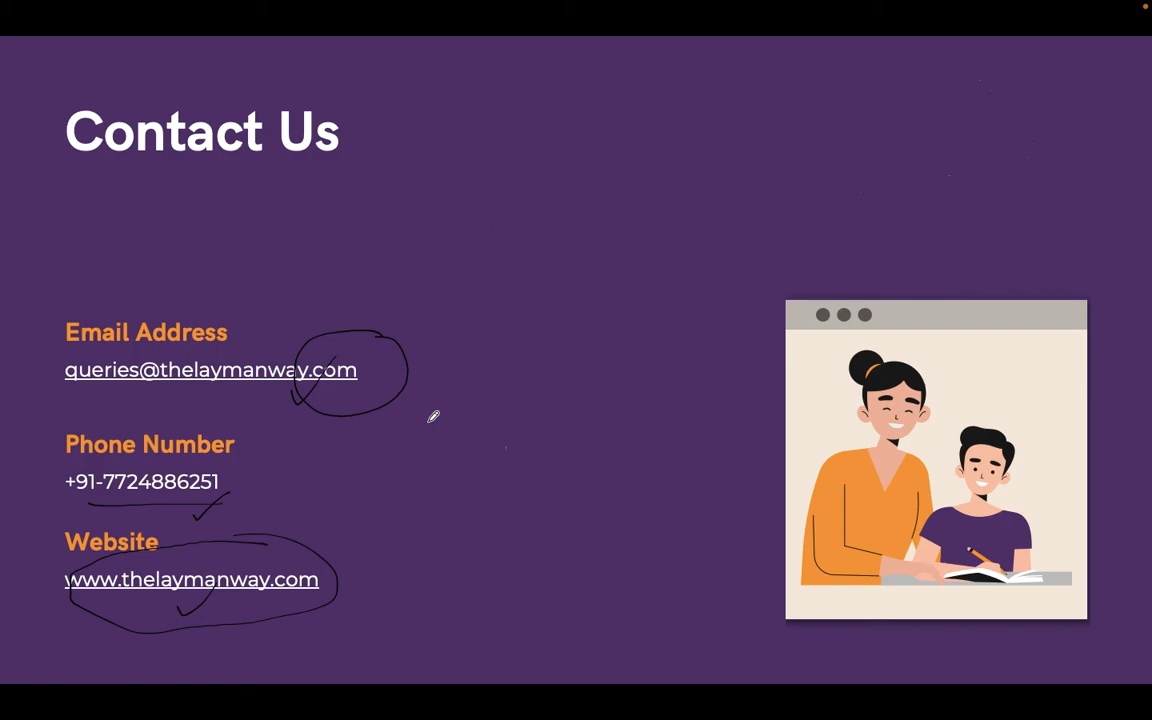 Contact Us
Email Address
queries@thelaymanway.com
Phone Number
+91-7724886251
Website
www.thelaymanway.com